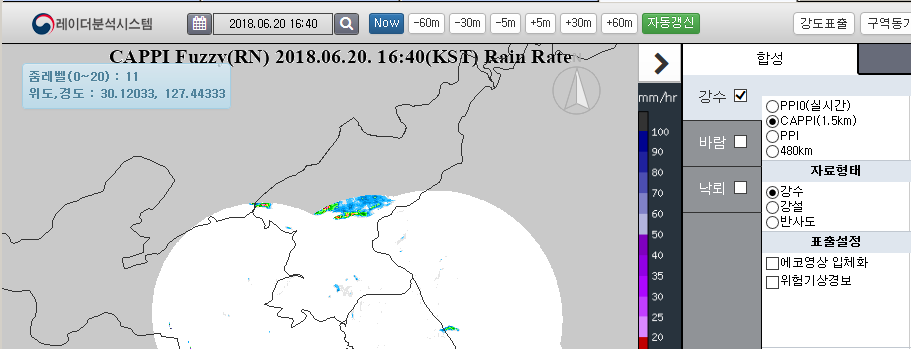 레이더분석시스템 2018.06.20 16:40 Now -60m -30m -5m +5m +30m +60m 자동갱신 강도표출 구역동기
CAPPI Fuzzy(RN) 2018.06.20. 16:40(KST) Rain Rate
N
줌레벨(0~20) : 11
위도,경도 : 30.12033, 127.44333
mm/hr
100
90
80
70
60
50
40
35
30
25
20
합성
강수
바람
낙뢰
PPI0(실시간)
CAPPI(1.5km)
PPI
480km
자료형태
강수
강설
반사도
표출설정
에코영상 입체화
위험기상경보